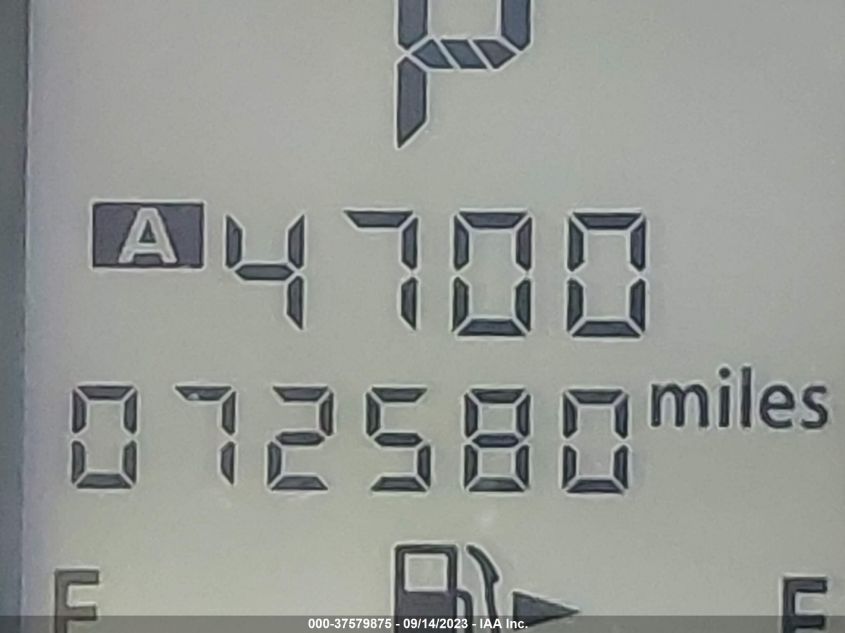 P
A 4700
072580 miles
F F
000-37579875 - 09/14/2023 - IAA Inc.